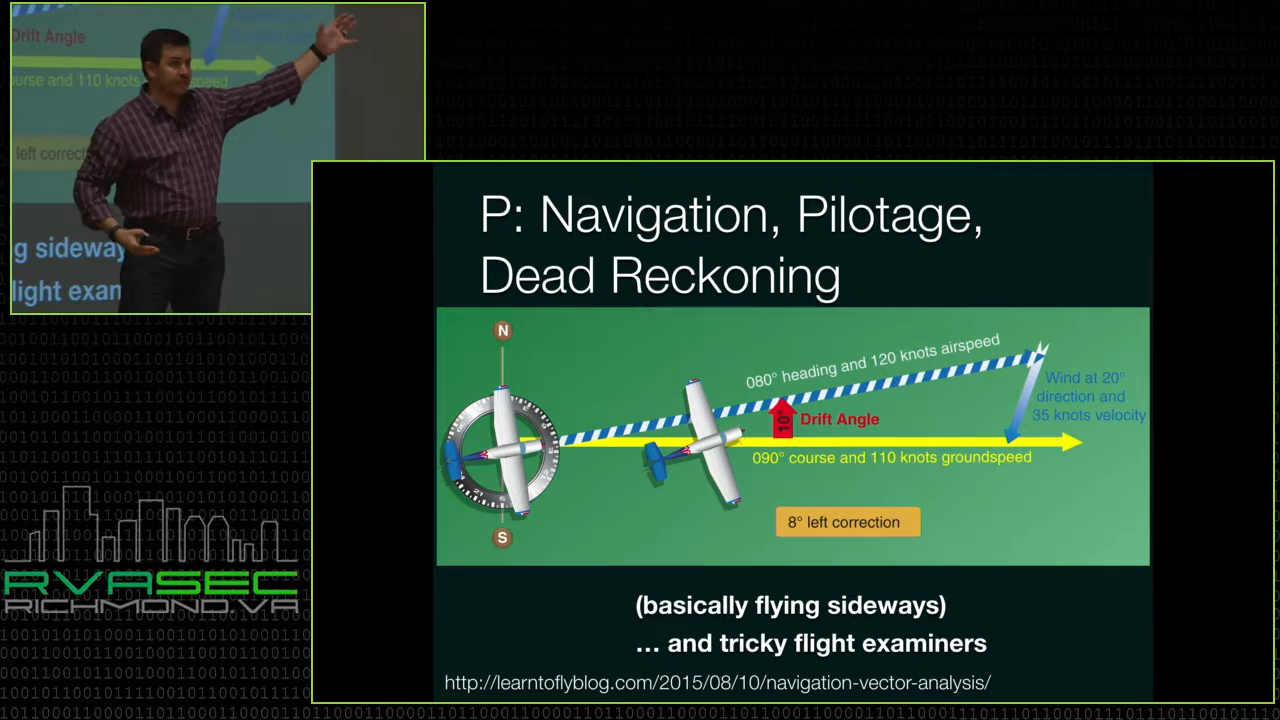 Drift Angle
course and 110 knots
speed
left correct
g sideway
light exan
P: Navigation, Pilotage,
Dead Reckoning
N
080° heading and 120 knots airspeed
Wind at 20°
direction and
35 knots velocity
10°
Drift Angle
090° course and 110 knots groundspeed
8° left correction
S
(basically flying sideways)
... and tricky flight examiners
http://learntoflyblog.com/2015/08/10/navigation-vector-analysis/
RVASEC
RICHMOND.VA